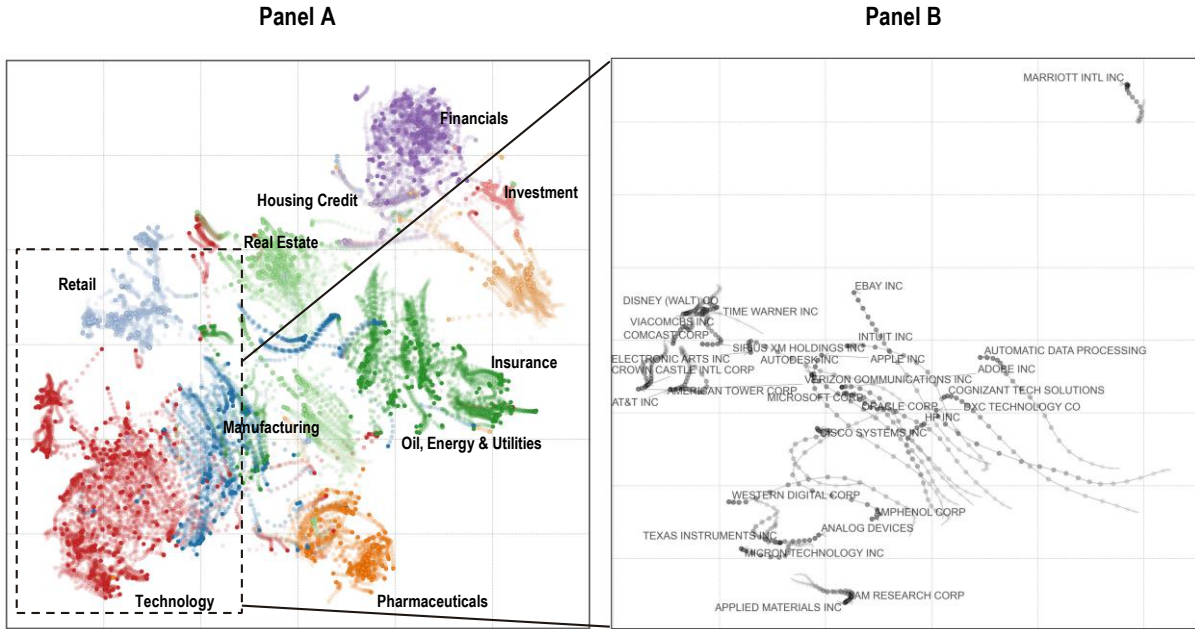 Panel A
Panel B
Financials
Investment
Housing Credit
Real Estate
Retail
Insurance
Manufacturing
Oil, Energy & Utilities
Technology
Pharmaceuticals
MARRIOTT INTL INC
EBAY INC
DISNEY (WALT) CO
TIME WARNER INC
VIACOMCBS INC
COMCAST CORP
INTUIT INC
SIRIUS XM HOLDINGS INC
AUTOMATIC DATA PROCESSING
ELECTRONIC ARTS INC
AUTODESK INC
APPLE INC
ADOBE INC
CROWN CASTLE INTL CORP
VERIZON COMMUNICATIONS INC
AMERICAN TOWER CORP
MICROSOFT CORP
COGNIZANT TECH SOLUTIONS
AT&T INC
ORACLE CORP
DXC TECHNOLOGY CO
HP INC
CISCO SYSTEMS INC
WESTERN DIGITAL CORP
AMPHENOL CORP
ANALOG DEVICES
TEXAS INSTRUMENTS INC
MICRON TECHNOLOGY INC
LAM RESEARCH CORP
APPLIED MATERIALS INC